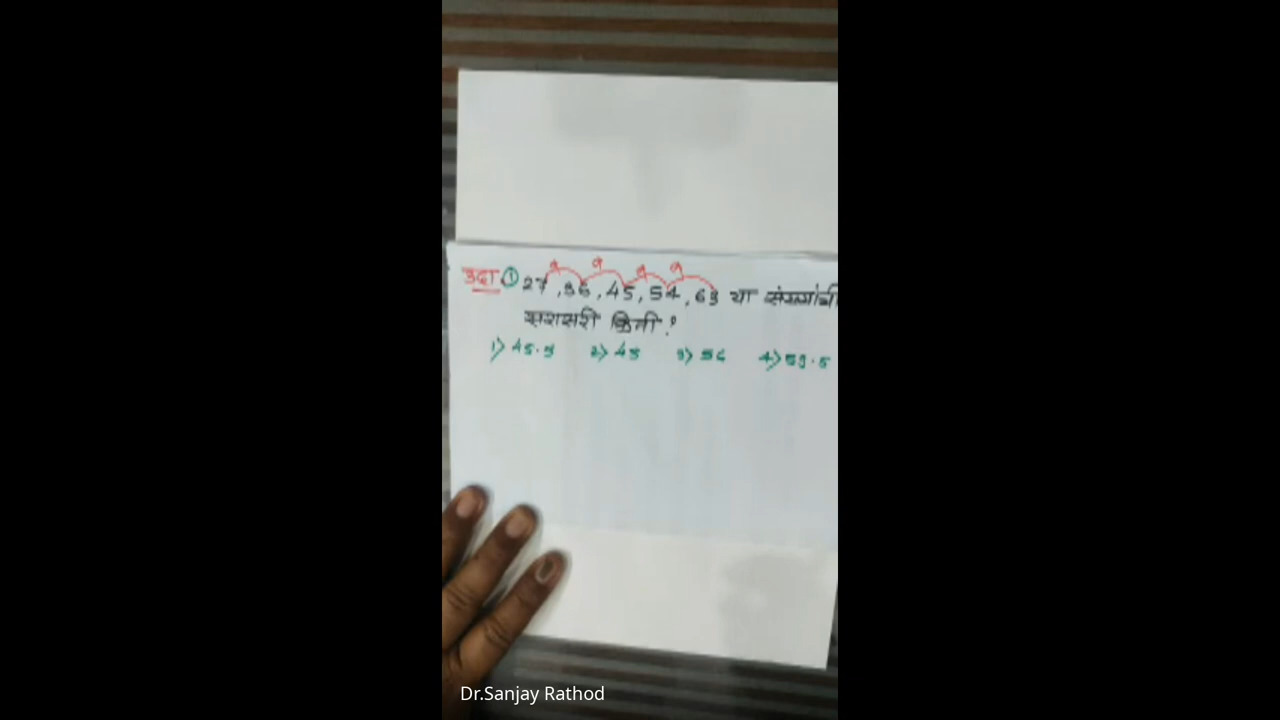 उदा ① 27, 36, 45, 54, 63 या संख्यांची
9 9 9 9
सरासरी किती ?
1) 45.5 2) 45 3) 54 4) 53.5
Dr.Sanjay Rathod